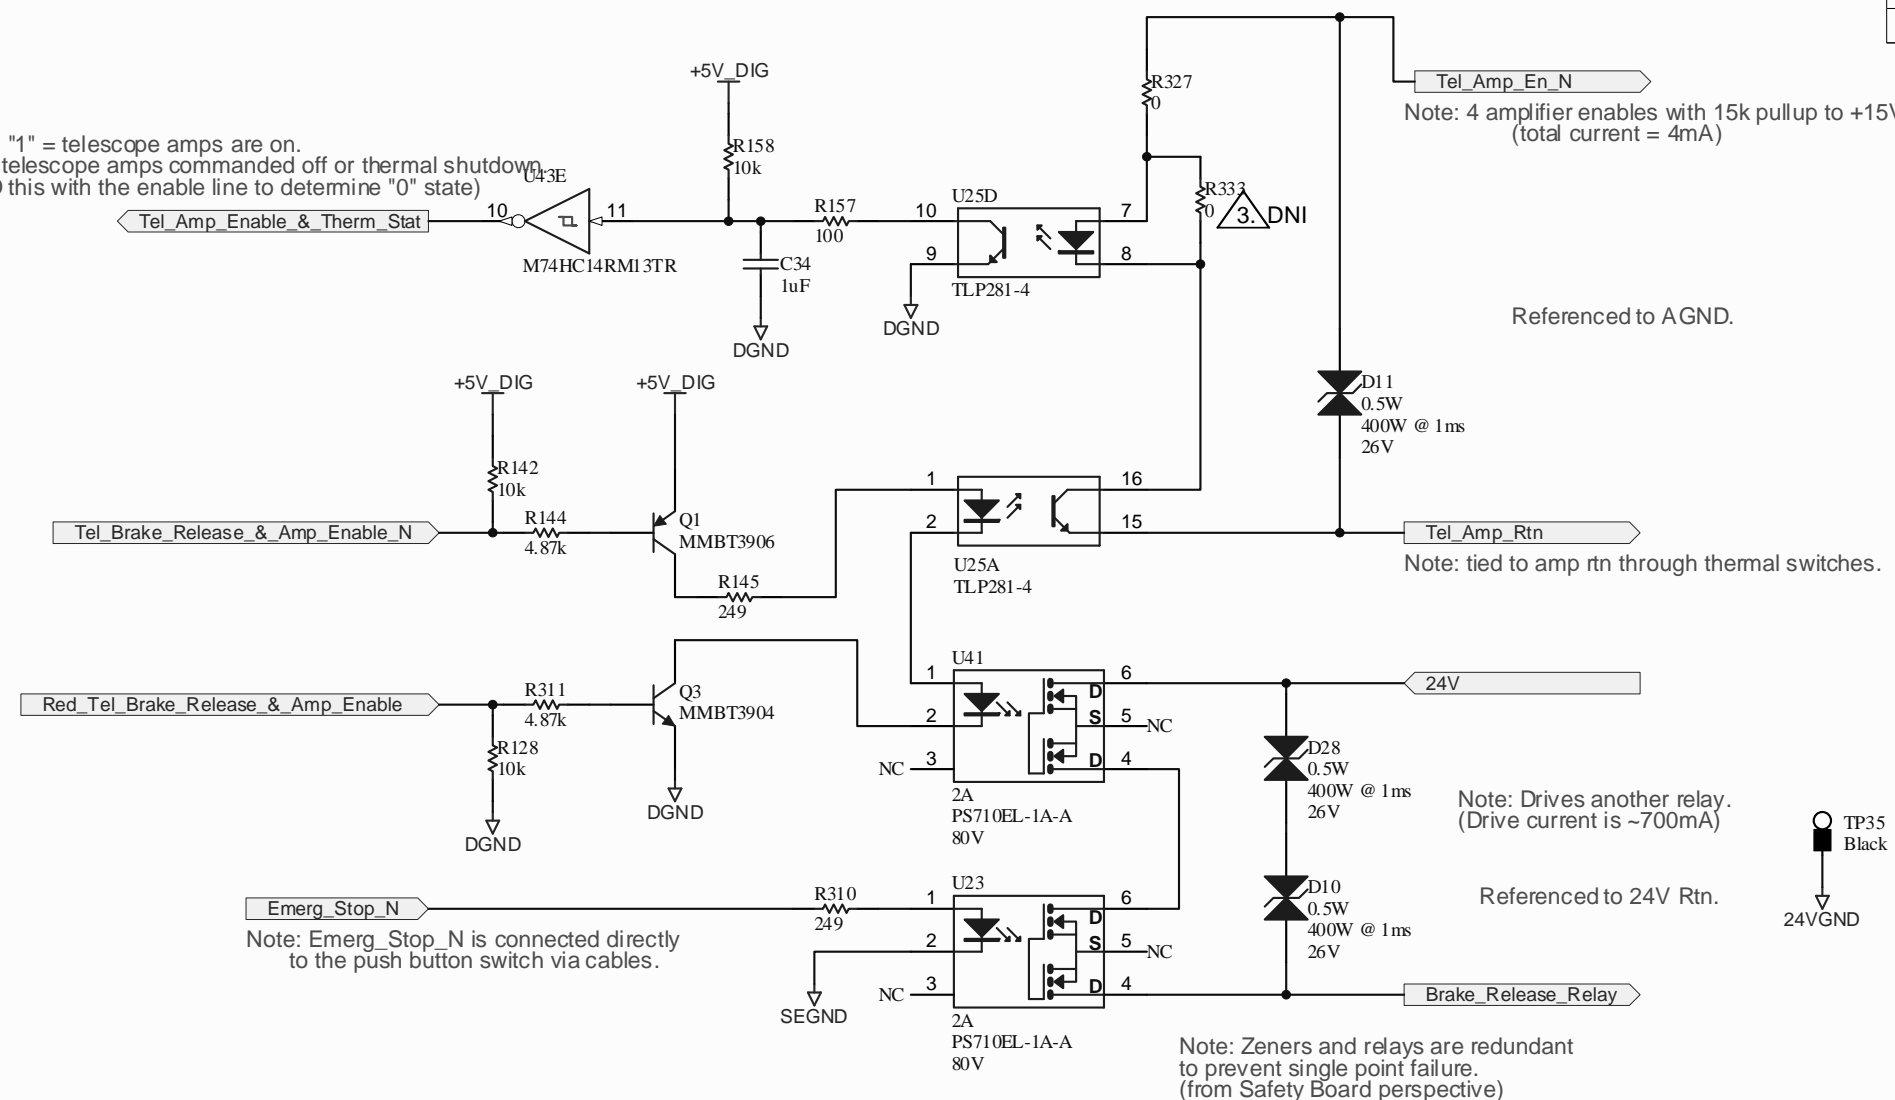 +5V_DIG
R327
0
Tel_Amp_En_N
Note: 4 amplifier enables with 15k pullup to +15V
(total current = 4mA)
"1" = telescope amps are on.
telescope amps commanded off or thermal shutdown.
this with the enable line to determine "0" state)
R158
10k
U43E
10
11
Tel_Amp_Enable_&_Therm_Stat
M74HC14RM13TR
R157
100
C34
1uF
DGND
U25D
10
9
7
8
TLP281-4
DGND
R333
0
3.
DNI
Referenced to AGND.
D11
0.5W
400W @ 1ms
26V
+5V_DIG
+5V_DIG
R142
10k
Tel_Brake_Release_&_Amp_Enable_N
R144
4.87k
Q1
MMBT3906
R145
249
1
2
16
15
U25A
TLP281-4
Tel_Amp_Rtn
Note: tied to amp rtn through thermal switches.
Red_Tel_Brake_Release_&_Amp_Enable
R311
4.87k
R128
10k
DGND
Q3
MMBT3904
DGND
U41
1
2
NC
3
6
D
S
5
NC
D
4
2A
PS710EL-1A-A
80V
24V
D28
0.5W
400W @ 1ms
26V
Note: Drives another relay.
(Drive current is ~700mA)
TP35
Black
24VGND
Emerg_Stop_N
Note: Emerg_Stop_N is connected directly
to the push button switch via cables.
R310
249
SEGND
U23
1
2
NC
3
6
D
S
5
NC
D
4
2A
PS710EL-1A-A
80V
D10
0.5W
400W @ 1ms
26V
Referenced to 24V Rtn.
Brake_Release_Relay
Note: Zeners and relays are redundant
to prevent single point failure.
(from Safety Board perspective)